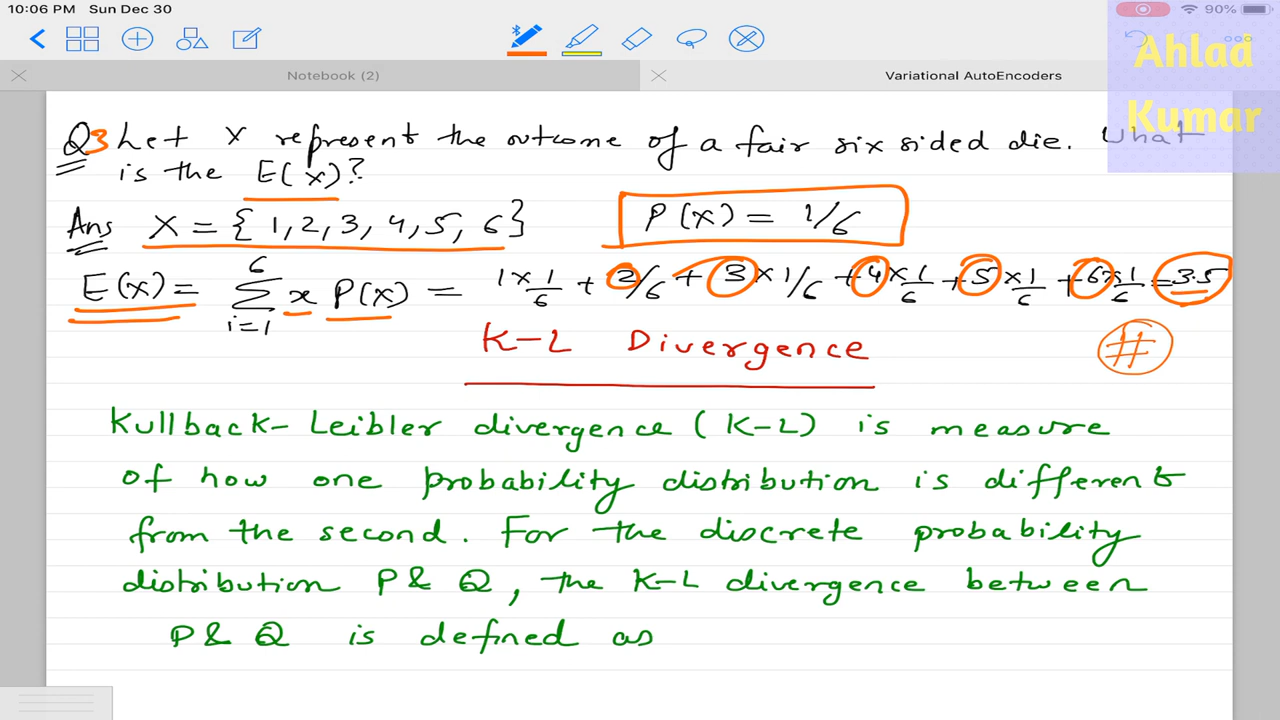 10:06 PM Sun Dec 30
90%
Ahlad
Kumar
Notebook (2)
Variational AutoEncoders
Q3 Let X represent the outcome of a fair six sided die. What
is the E(X)?
Ans X = { 1, 2, 3, 4, 5, 6 } P(X) = 1/6
E(X) = 6 Σ i=1 x P(X) = 1 × 1/6 + 2/6 + 3 × 1/6 + 4 × 1/6 + 5 × 1/6 + 6 × 1/6 = 3.5
K-L Divergence #
Kullback-Leibler divergence (K-L) is measure
of how one probability distribution is different
from the second. For the discrete probability
distribution P & Q, the K-L divergence between
P & Q is defined as